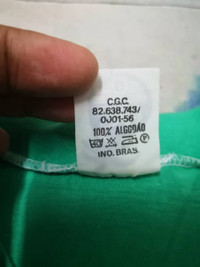 C.G.C.
82.638.743/
0001-56
100% ALGODÃO
IND. BRAS.